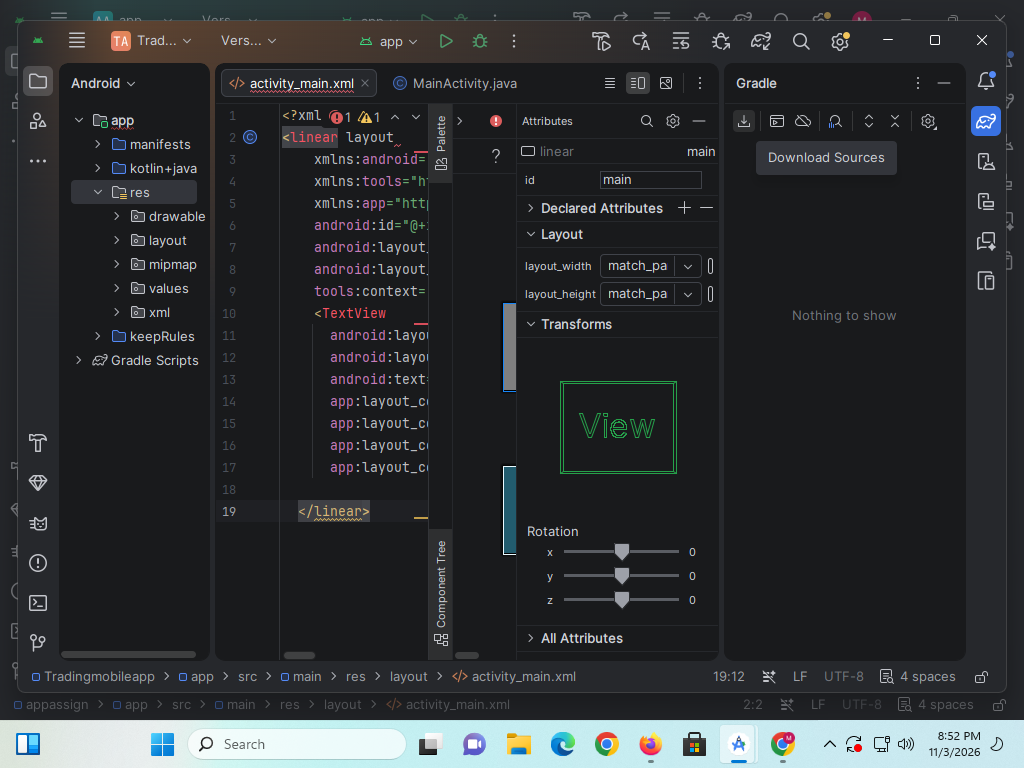 TA Trad... Vers... app
Android
activity_main.xml MainActivity.java
Gradle
app
manifests
kotlin+java
res
drawable
layout
mipmap
values
xml
keepRules
Gradle Scripts
1 <?xml 1 1
2 <linear layout
3 xmlns:android=
4 xmlns:tools="ht
5 xmlns:app="http
6 android:id="@+i
7 android:layout_
8 android:layout_
9 tools:context=
10 <TextView
11 android:layou
12 android:layou
13 android:text=
14 app:layout_co
15 app:layout_co
16 app:layout_co
17 app:layout_co
18
19 </linear>
Palette
Component Tree
?
Attributes
linear main
id main
Declared Attributes
Layout
layout_width match_pa
layout_height match_pa
Transforms
View
Rotation
x 0
y 0
z 0
All Attributes
Download Sources
Nothing to show
Tradingmobileapp > app > src > main > res > layout > activity_main.xml 19:12 LF UTF-8 4 spaces
appassign > app > src > main > res > layout > activity_main.xml 2:2 LF UTF-8 4 spaces
Search
8:52 PM
11/3/2026